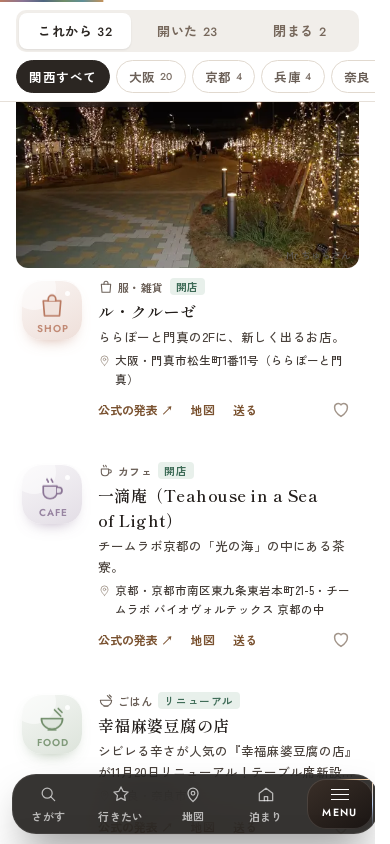 これから 32 開いた 23 閉まる 2
関西すべて 大阪 20 京都 4 兵庫 4 奈良
服・雑貨 開店
SHOP
ル・クルーゼ
ららぽーと門真の2Fに、新しく出るお店。
大阪・門真市松生町1番11号（ららぽーと門
真）
公式の発表 ↗ 地図 送る
カフェ 開店
CAFE
一滴庵（Teahouse in a Sea
of Light）
チームラボ京都の「光の海」の中にある茶
寮。
京都・京都市南区東九条東岩本町21-5・チー
ムラボ バイオヴォルテックス 京都の中
公式の発表 ↗ 地図 送る
ごはん リニューアル
FOOD
幸福麻婆豆腐の店
シビレる辛さが人気の『幸福麻婆豆腐の店』
が11月20日リニューアル！テーブル席新設
さがす 行きたい 地図 泊まり MENU